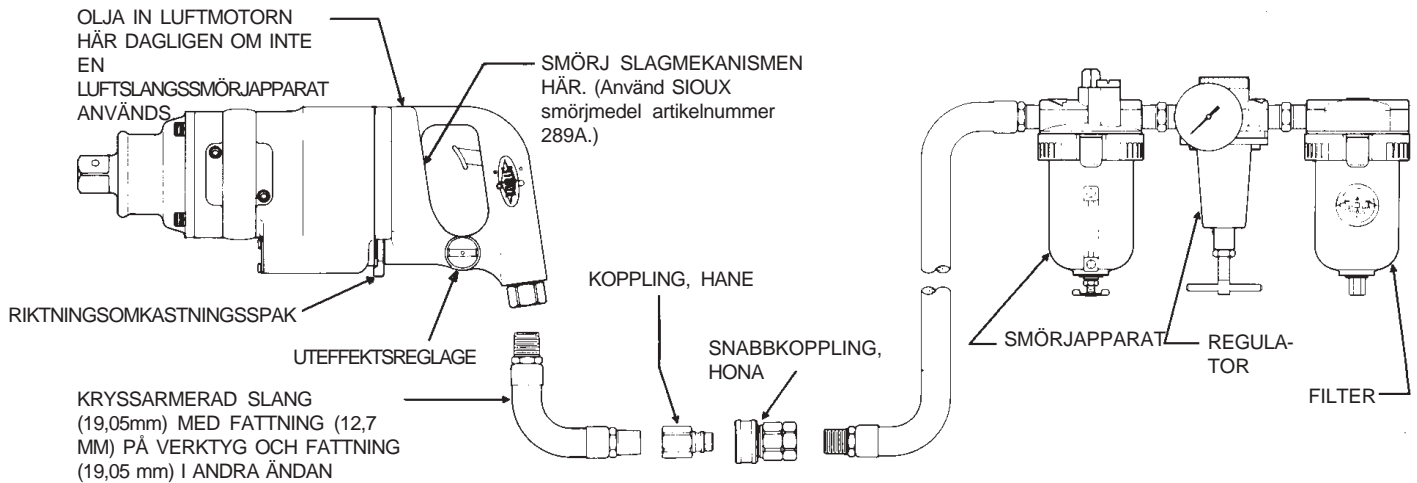 OLJA IN LUFTMOTORN
HÄR DAGLIGEN OM INTE
EN
LUFTSLANGSSMÖRJAPPARAT
ANVÄNDS
SMÖRJ SLAGMEKANISMEN
HÄR. (Använd SIOUX
smörjmedel artikelnummer
289A.)
RIKTNINGSOMKASTNINGSSPAK
UTEFFEKTSREGLAGE
KRYSSARMERAD SLANG
(19,05mm) MED FATTNING (12,7
MM) PÅ VERKTYG OCH FATTNING
(19,05 mm) I ANDRA ÄNDAN
KOPPLING, HANE
SNABBKOPPLING,
HONA
SMÖRJAPPARAT
REGULA-
TOR
FILTER